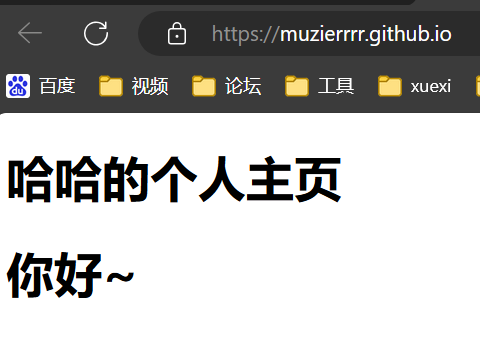 https://muzierrrr.github.io
du 百度 视频 论坛 工具 xuexi
哈哈的个人主页
你好~